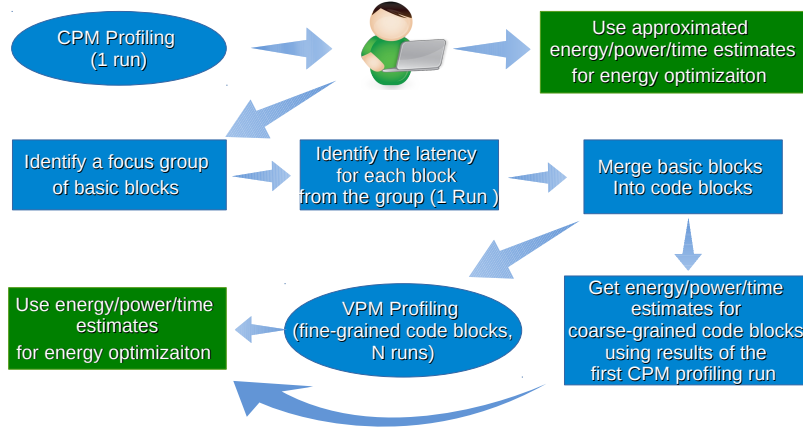 CPM Profiling
(1 run)
Use approximated
energy/power/time estimates
for energy optimizaiton
Identify a focus group
of basic blocks
Identify the latency
for each block
from the group (1 Run )
Merge basic blocks
Into code blocks
Use energy/power/time
estimates
for energy optimizaiton
VPM Profiling
(fine-grained code blocks,
N runs)
Get energy/power/time
estimates for
coarse-grained code blocks
using results of the
first CPM profiling run